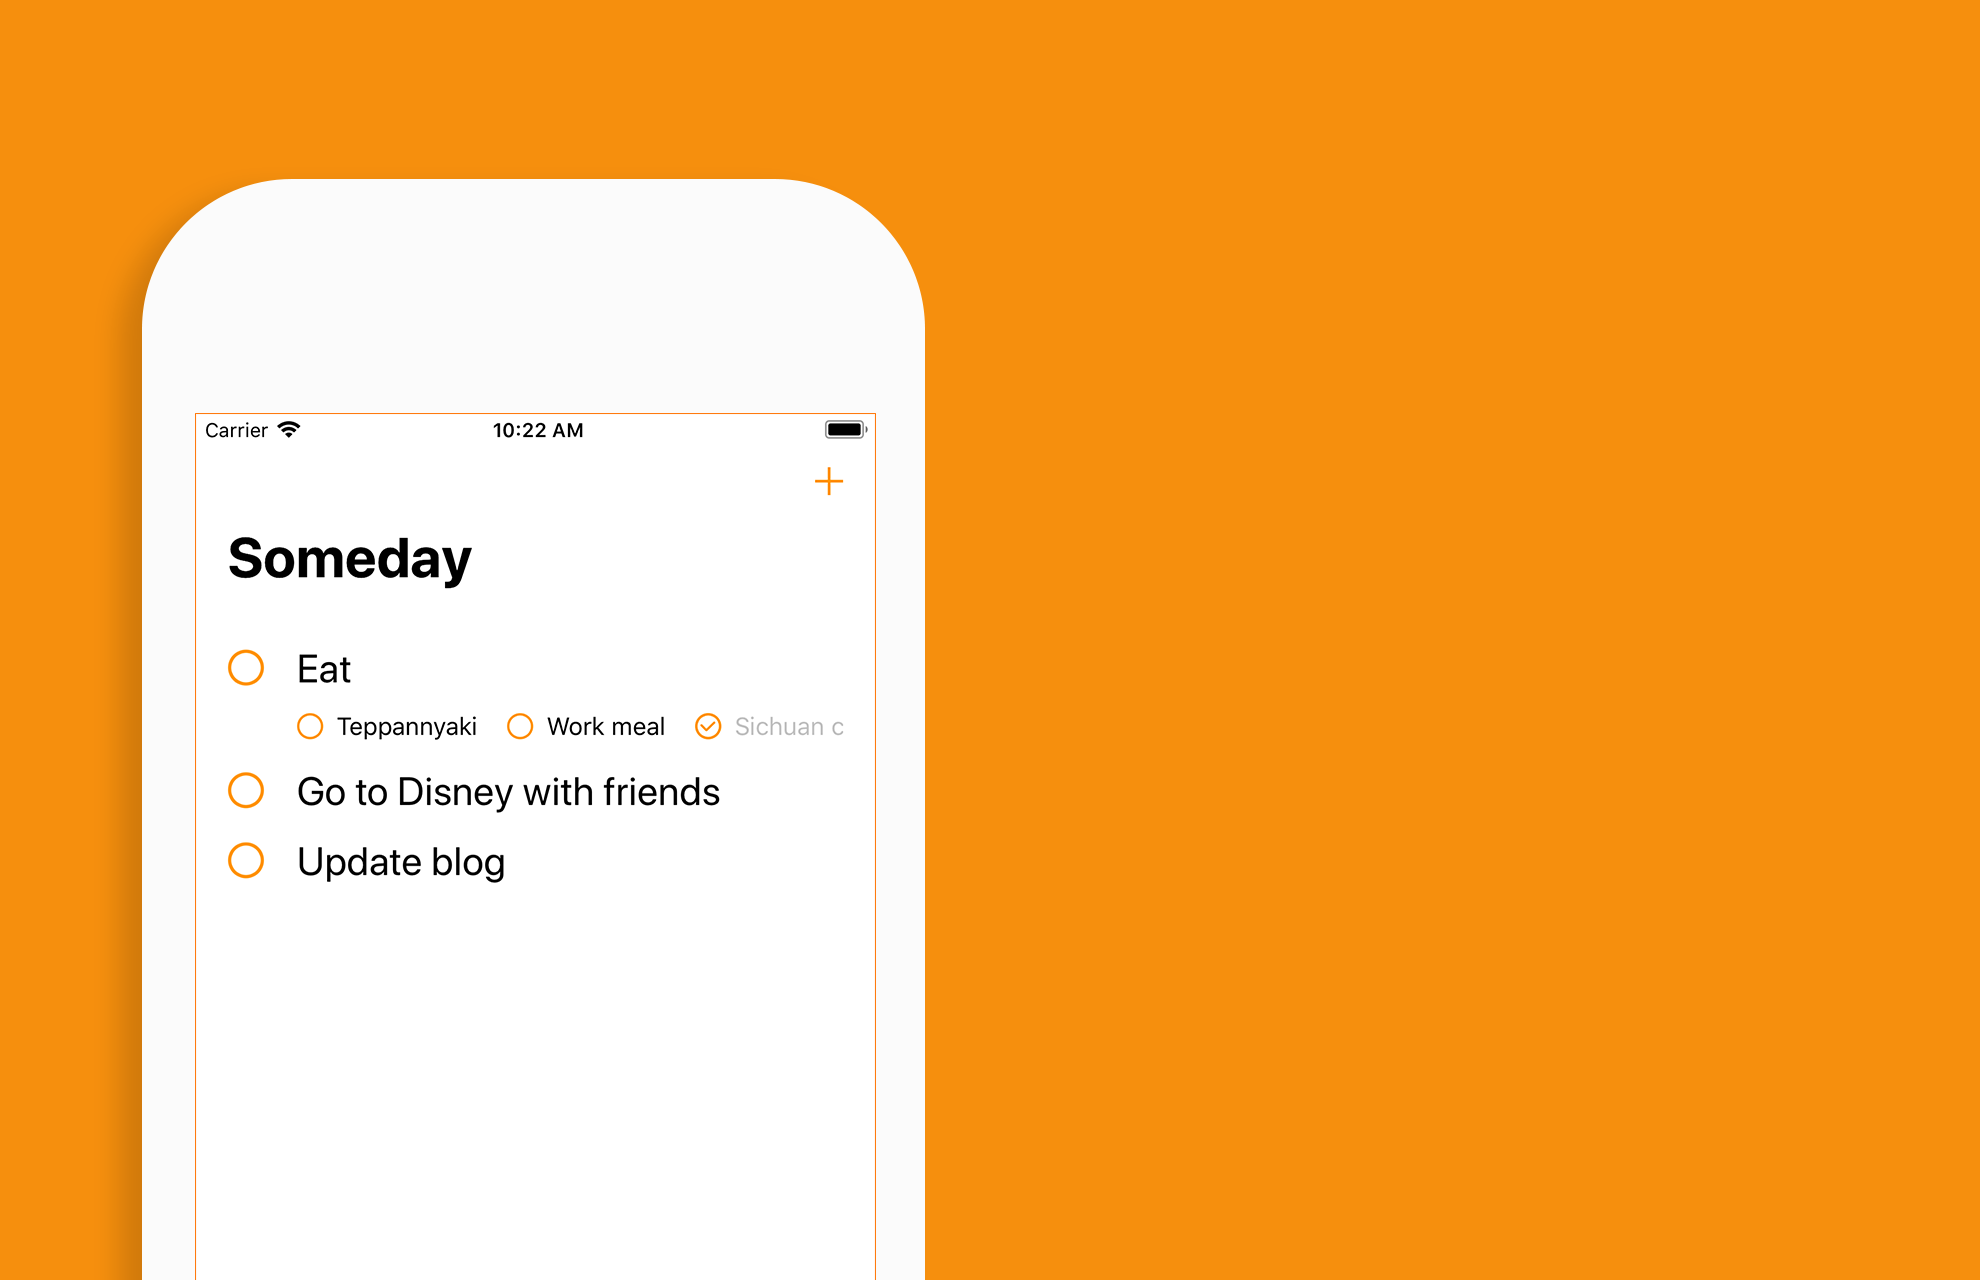 Carrier 10:22 AM
Someday
Eat
Teppannyaki Work meal Sichuan c
Go to Disney with friends
Update blog